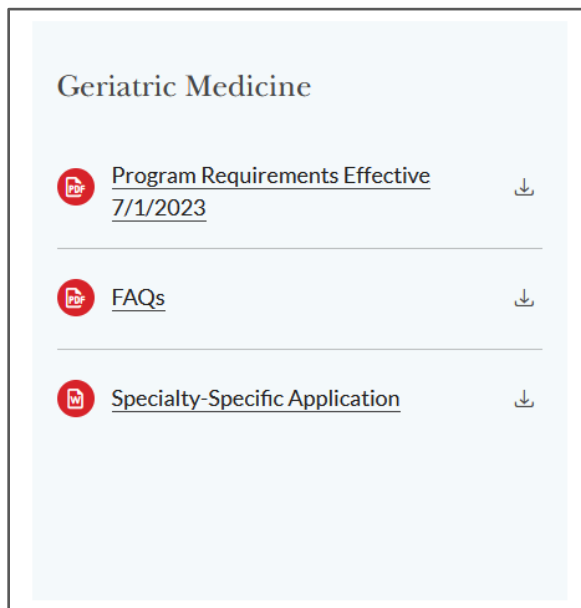 Geriatric Medicine
PDF
Program Requirements Effective
7/1/2023
PDF
FAQs
W
Specialty-Specific Application